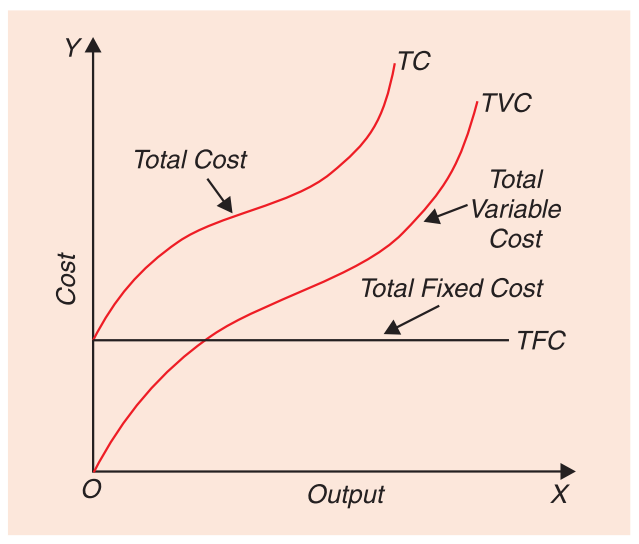 Y
TC
TVC
Total Cost
Total
Variable
Cost
Cost
Total Fixed Cost
TFC
O
Output
X